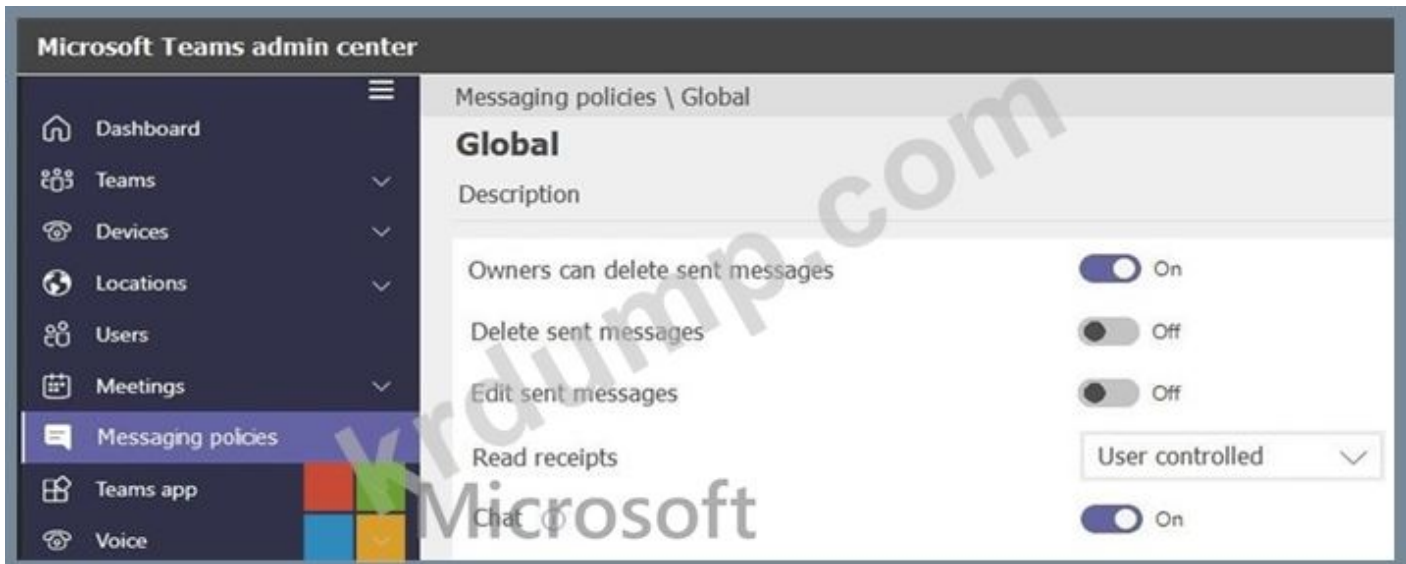 Microsoft Teams admin center
Messaging policies \ Global
Dashboard
Global
Teams
Description
Devices
Owners can delete sent messages On
Locations
Delete sent messages Off
Users
Edit sent messages Off
Meetings
Messaging policies
Read receipts User controlled
Teams app
Chat On
Voice
krdump.com
Microsoft